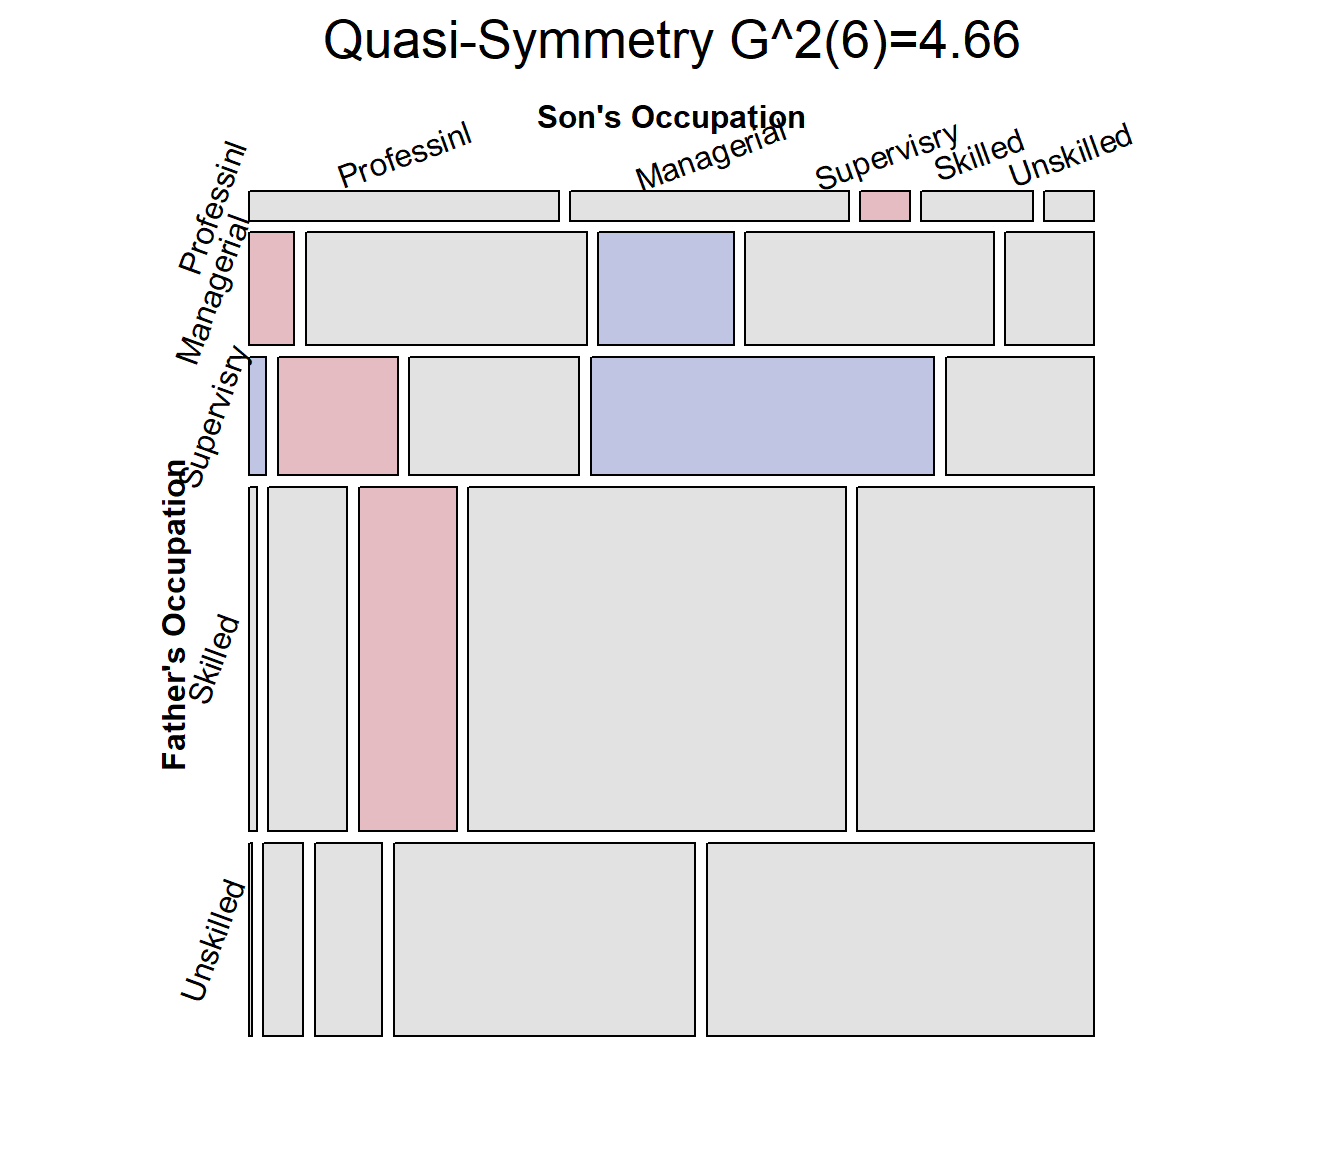 Quasi-Symmetry G^2(6)=4.66
Son's Occupation
Professinl
Managerial
Supervisry
Skilled
Unskilled
Father's Occupation
Professinl
Managerial
Supervisry
Skilled
Unskilled